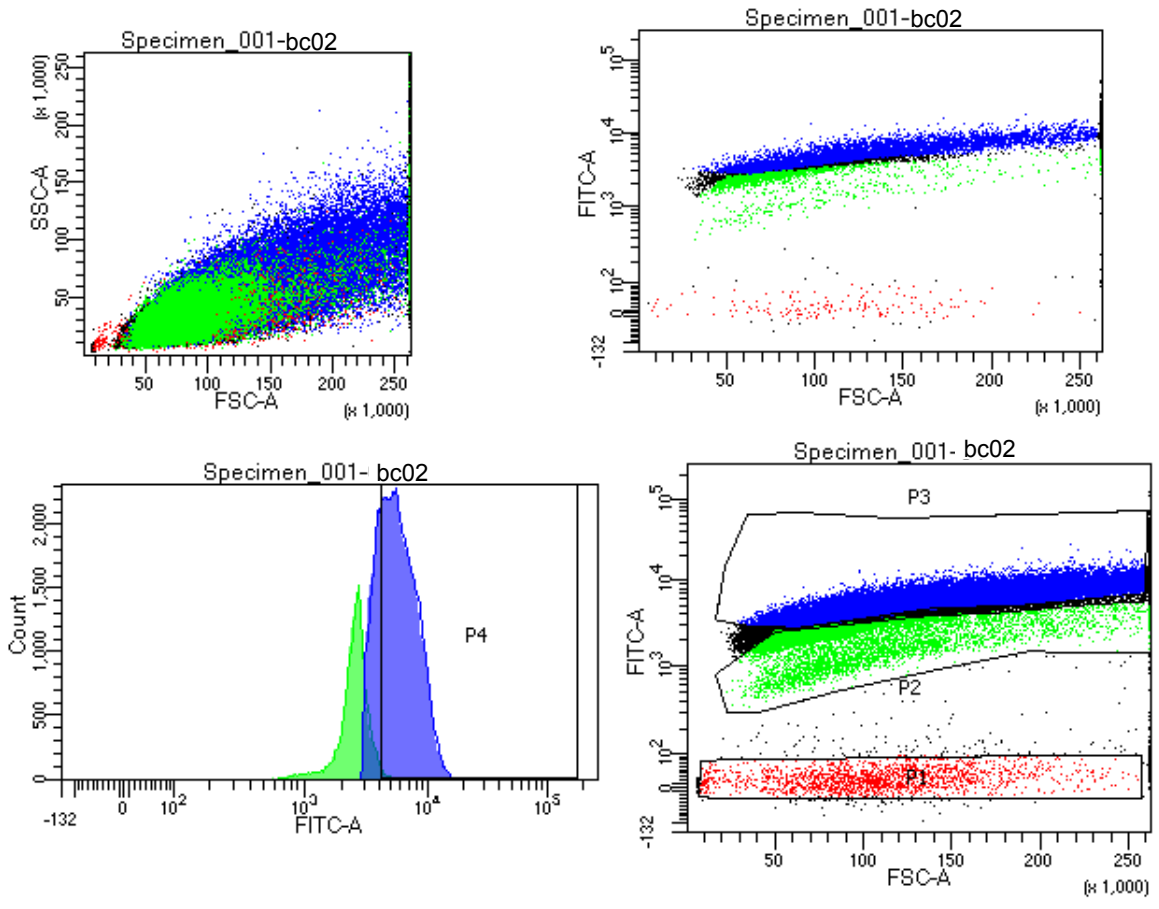 Specimen_001-bc02
(x 1,000)
250
200
150
100
50
SSC-A
50 100 150 200 250
FSC-A
(x 1,000)
Specimen_001-bc02
10^5
10^4
10^3
10^2
0
-132
FITC-A
50 100 150 200 250
FSC-A
(x 1,000)
Specimen_001- bc02
2,000
1,500
1,000
500
0
Count
P4
-132 0 10^2 10^3 10^4 10^5
FITC-A
Specimen_001- bc02
10^5
10^4
10^3
10^2
0
-132
FITC-A
P3
P2
P1
50 100 150 200 250
FSC-A
(x 1,000)